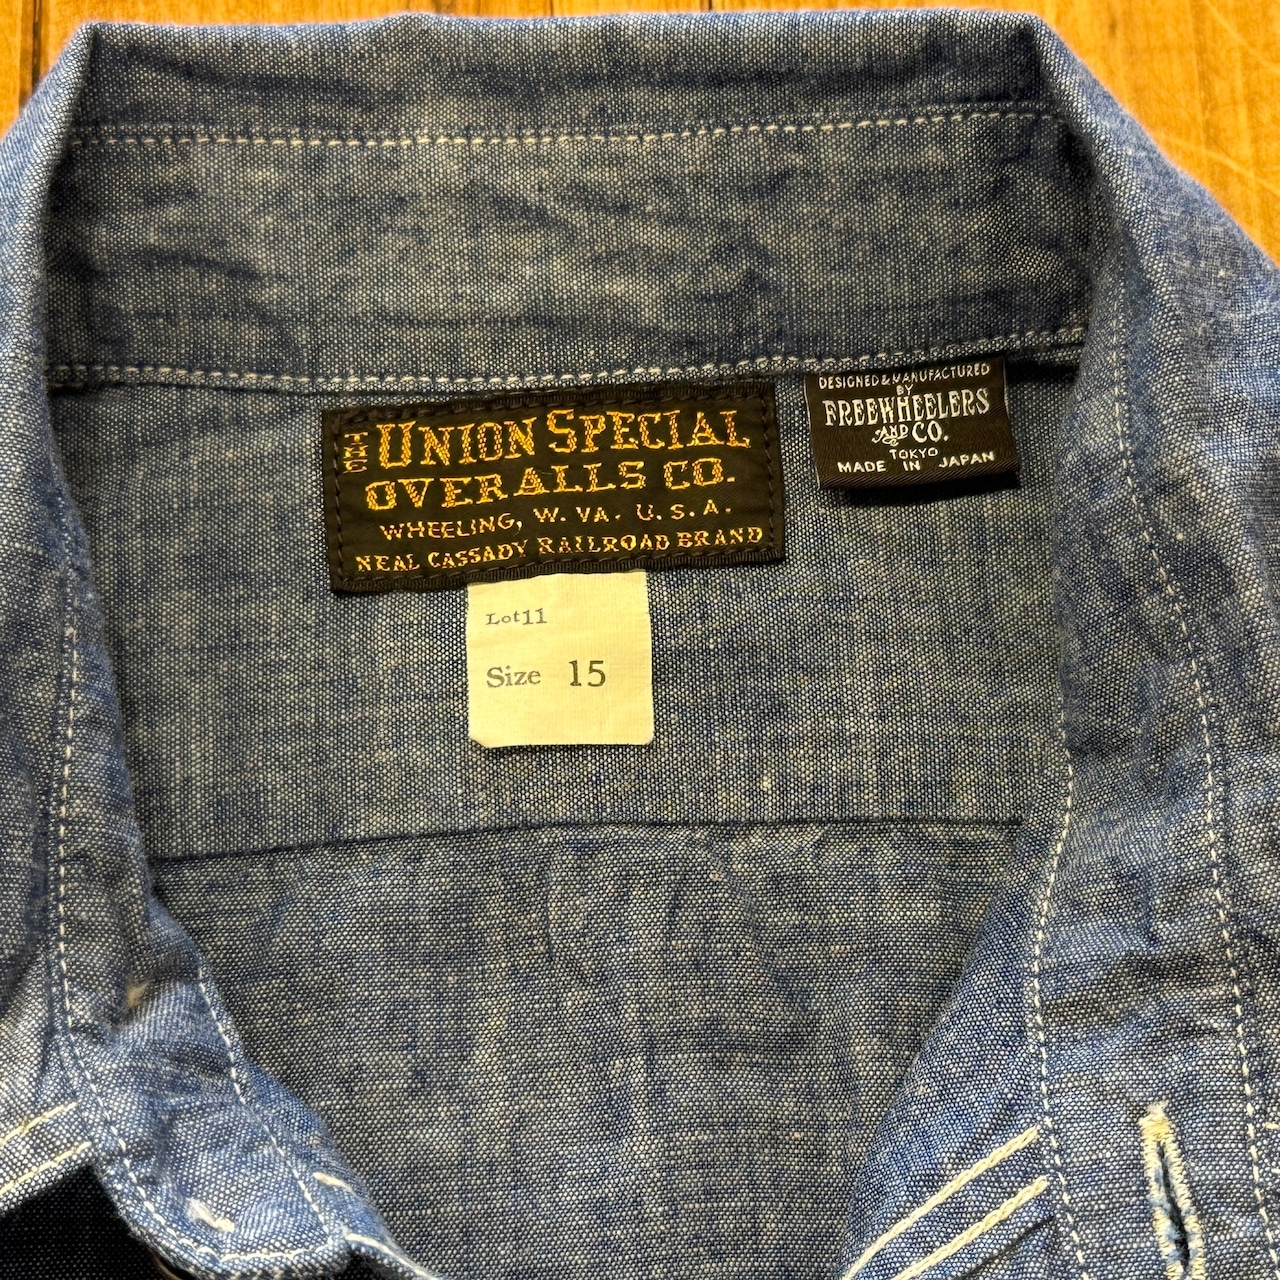 THE UNION SPECIAL
OVERALLS CO.
WHEELING, W. VA. U.S.A.
NEAL CASSADY RAILROAD BRAND
DESIGNED & MANUFACTURED
BY
FREEWHEELERS
AND CO.
TOKYO
MADE IN JAPAN
Lot11
Size 15